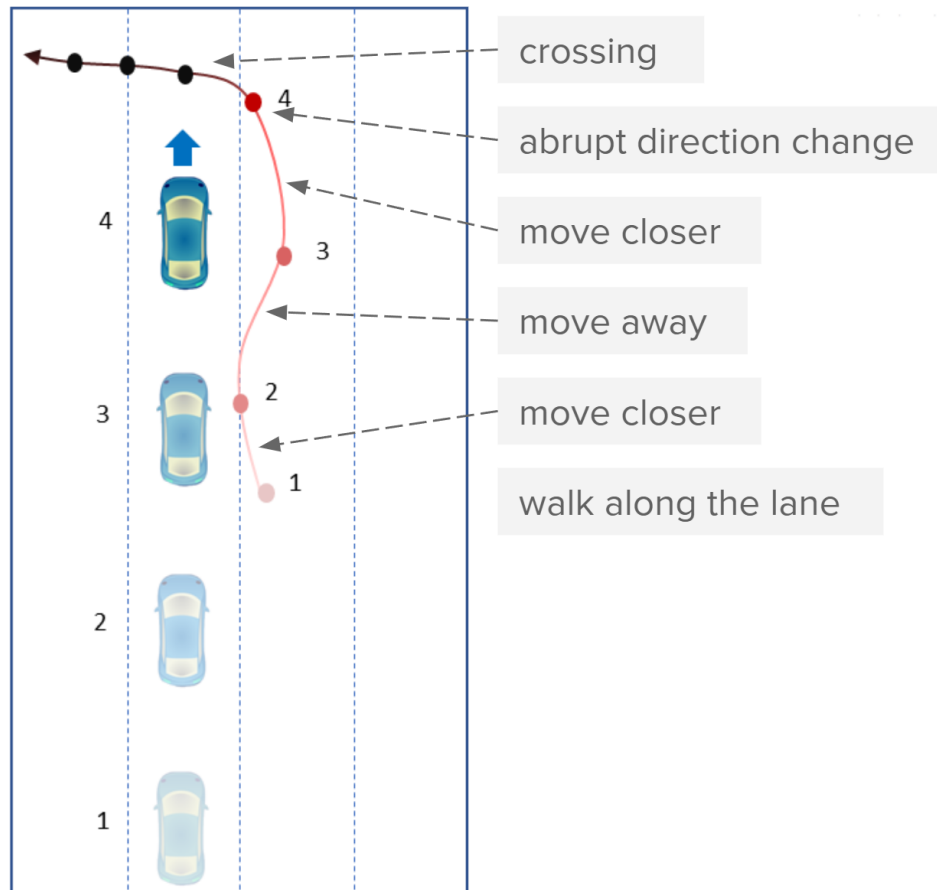 crossing
4
abrupt direction change
4
move closer
3
move away
2
3
move closer
1
walk along the lane
2
1